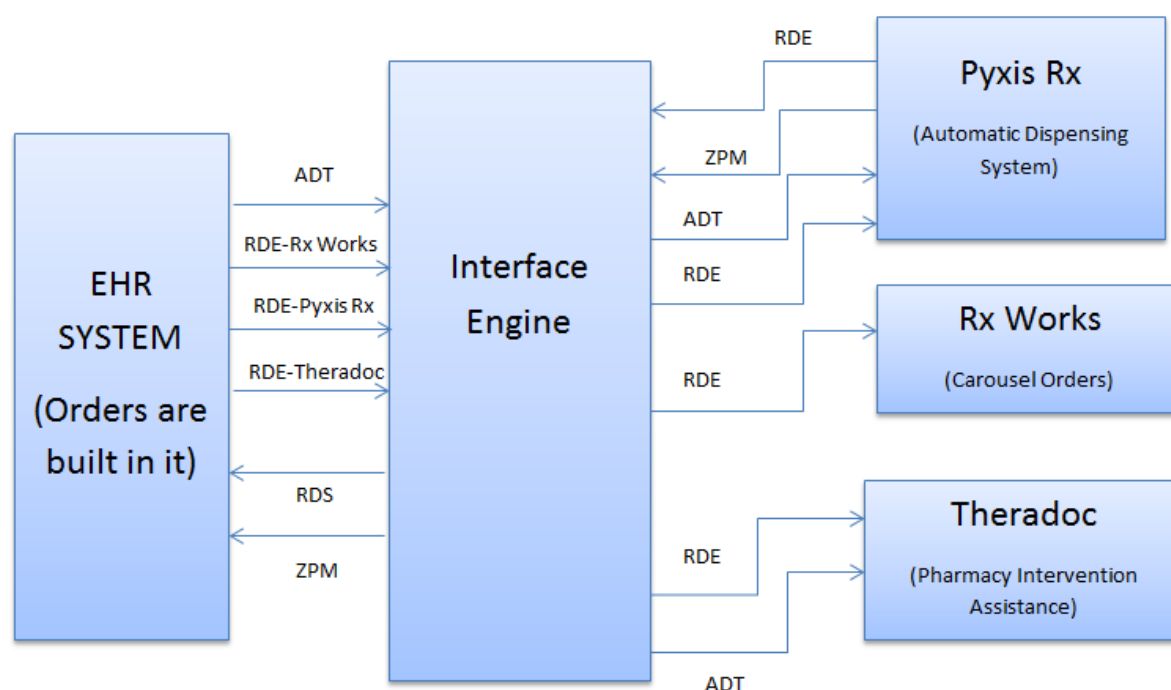 EHR
SYSTEM
(Orders are
built in it)
ADT
RDE-Rx Works
RDE-Pyxis Rx
RDE-Theradoc
RDS
ZPM
Interface
Engine
RDE
ZPM
ADT
RDE
RDE
RDE
ADT
Pyxis Rx
(Automatic Dispensing
System)
Rx Works
(Carousel Orders)
Theradoc
(Pharmacy Intervention
Assistance)